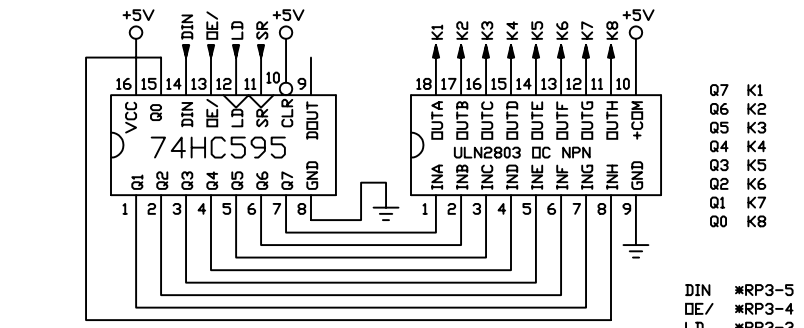 +5V DIN OE/ LD SR +5V K1 K2 K3 K4 K5 K6 K7 K8 +5V
16 15 14 13 12 11 10 9 18 17 16 15 14 13 12 11 10
VCC Q0 DIN OE/ LD SR CLR DOUT OUTA OUTB OUTC OUTD OUTE OUTF OUTG OUTH +COM
74HC595 ULN2803 OC NPN
Q1 Q2 Q3 Q4 Q5 Q6 Q7 GND INA INB INC IND INE INF ING INH GND
1 2 3 4 5 6 7 8 1 2 3 4 5 6 7 8 9
Q7 K1
Q6 K2
Q5 K3
Q4 K4
Q3 K5
Q2 K6
Q1 K7
Q0 K8
DIN *RP3-5
OE/ *RP3-4
LD *RP3-3